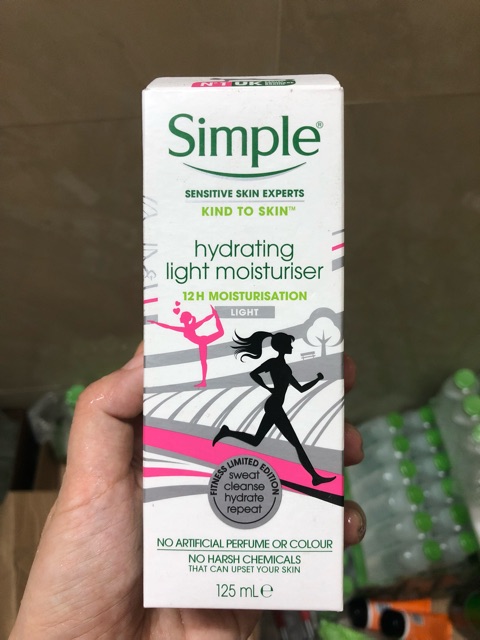 Simple®
SENSITIVE SKIN EXPERTS
KIND TO SKIN™
hydrating
light moisturiser
12H MOISTURISATION
LIGHT
FITNESS LIMITED EDITION
sweat
cleanse
hydrate
repeat
NO ARTIFICIAL PERFUME OR COLOUR
NO HARSH CHEMICALS
THAT CAN UPSET YOUR SKIN
125 mL℮